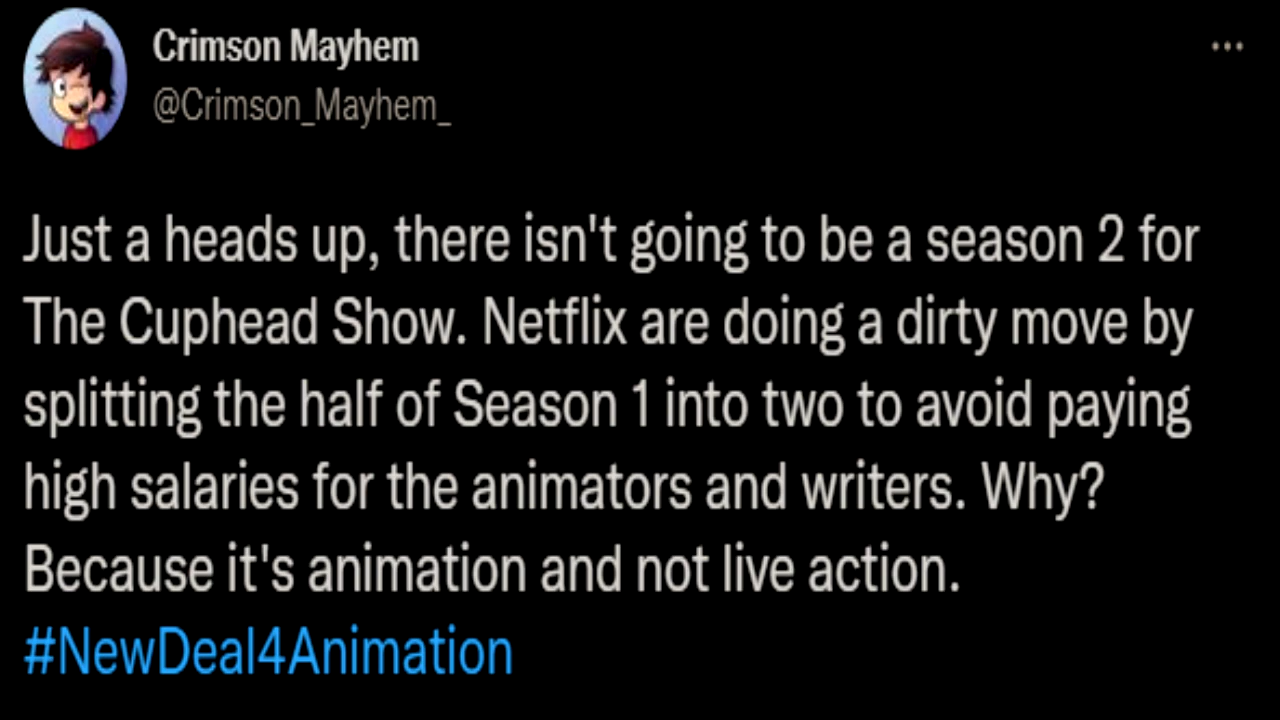 Crimson Mayhem
@Crimson_Mayhem_
Just a heads up, there isn't going to be a season 2 for
The Cuphead Show. Netflix are doing a dirty move by
splitting the half of Season 1 into two to avoid paying
high salaries for the animators and writers. Why?
Because it's animation and not live action.
#NewDeal4Animation